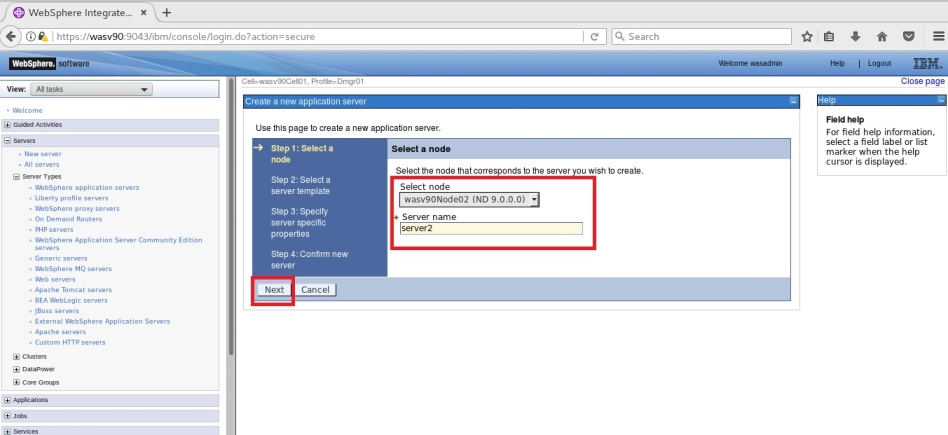 WebSphere Integrate...
https://wasv90:9043/ibm/console/login.do?action=secure
Search
WebSphere. software
Welcome wasadmin
Help | Logout
IBM.
View: All tasks
Cell=wasv90Cell01, Profile=Dmgr01
Close page
Welcome
Guided Activities
Servers
New server
All servers
Server Types
WebSphere application servers
Liberty profile servers
WebSphere proxy servers
On Demand Routers
PHP servers
WebSphere Application Server Community Edition
servers
Generic servers
WebSphere MQ servers
Web servers
Apache Tomcat servers
BEA WebLogic servers
JBoss servers
External WebSphere Application Servers
Apache servers
Custom HTTP servers
Clusters
DataPower
Core Groups
Applications
Jobs
Services
Create a new application server
Use this page to create a new application server.
Step 1: Select a
node
Step 2: Select a
server template
Step 3: Specify
server specific
properties
Step 4: Confirm new
server
Select a node
Select the node that corresponds to the server you wish to create.
Select node
wasv90Node02 (ND 9.0.0.0)
Server name
server2
Next
Cancel
Help
Field help
For field help information,
select a field label or list
marker when the help
cursor is displayed.